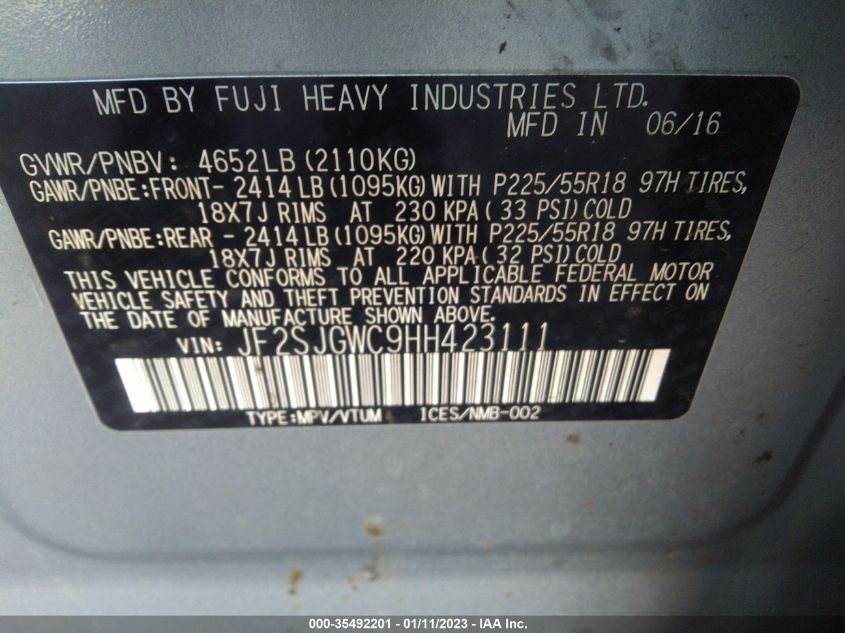 MFD BY FUJI HEAVY INDUSTRIES LTD.
MFD IN 06/16
GVWR/PNBV: 4652LB (2110KG)
GAWR/PNBE:FRONT- 2414 LB (1095KG) WITH P225/55R18 97H TIRES,
18X7J RIMS AT 230 KPA ( 33 PSI) COLD
GAWR/PNBE:REAR - 2414 LB (1095KG) WITH P225/55R18 97H TIRES,
18X7J RIMS AT 220 KPA ( 32 PSI) COLD
THIS VEHICLE CONFORMS TO ALL APPLICABLE FEDERAL MOTOR
VEHICLE SAFETY AND THEFT PREVENTION STANDARDS IN EFFECT ON
THE DATE OF MANUFACTURE SHOWN ABOVE.
VIN: JF2SJGWC9HH423111
TYPE:MPV/VTUM ICES/NMB-002
000-35492201 - 01/11/2023 - IAA Inc.